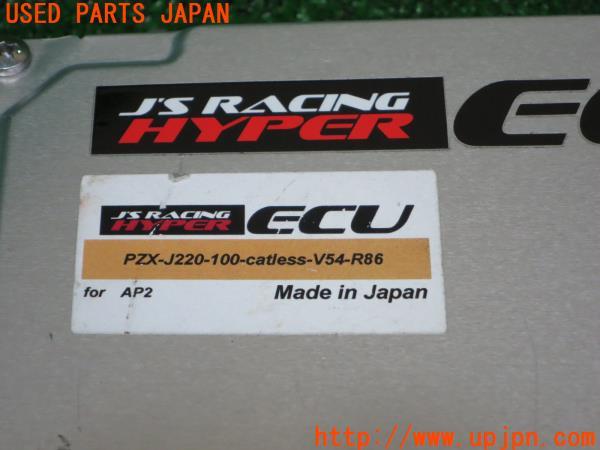 USED PARTS JAPAN
J'S RACING
HYPER
J'S RACING
HYPER
ECU
PZX-J220-100-catless-V54-R86
for AP2
Made in Japan
http://www.upjpn.com/